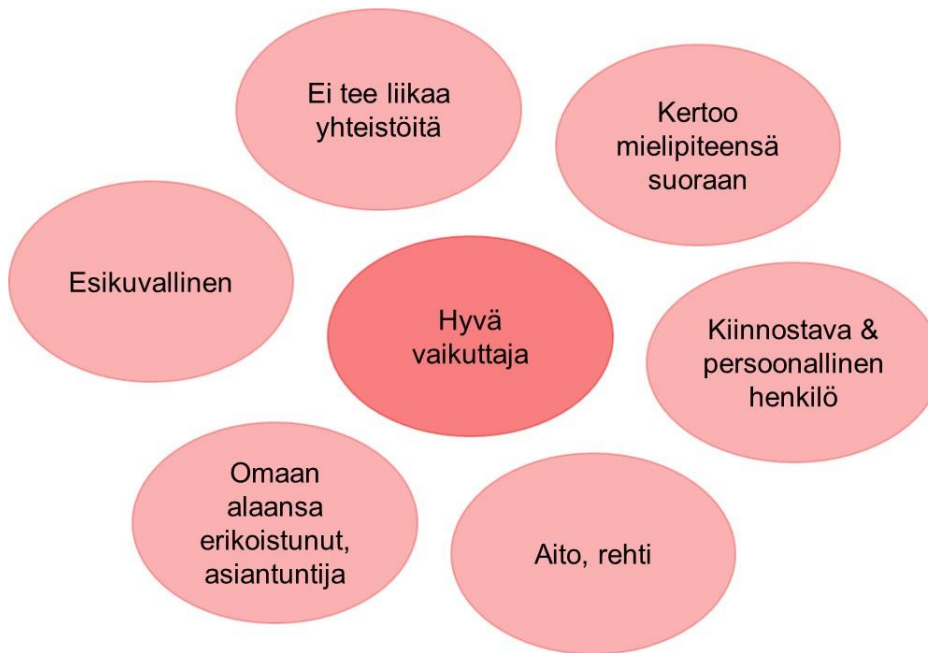 Ei tee liikaa
yhteistöitä
Kertoo
mielipiteensä
suoraan
Esikuvallinen
Hyvä
vaikuttaja
Kiinnostava &
persoonallinen
henkilö
Omaan
alaansa
erikoistunut,
asiantuntija
Aito, rehti